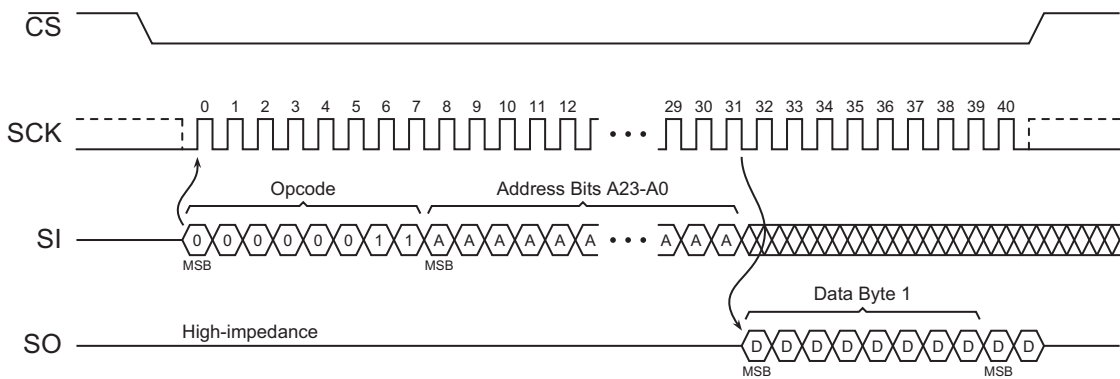 CS
0 1 2 3 4 5 6 7 8 9 10 11 12 29 30 31 32 33 34 35 36 37 38 39 40
SCK
Opcode Address Bits A23-A0
SI 0 0 0 0 0 0 1 1 A A A A A A A A A
MSB MSB
Data Byte 1
High-impedance
SO D D D D D D D D D D
MSB MSB